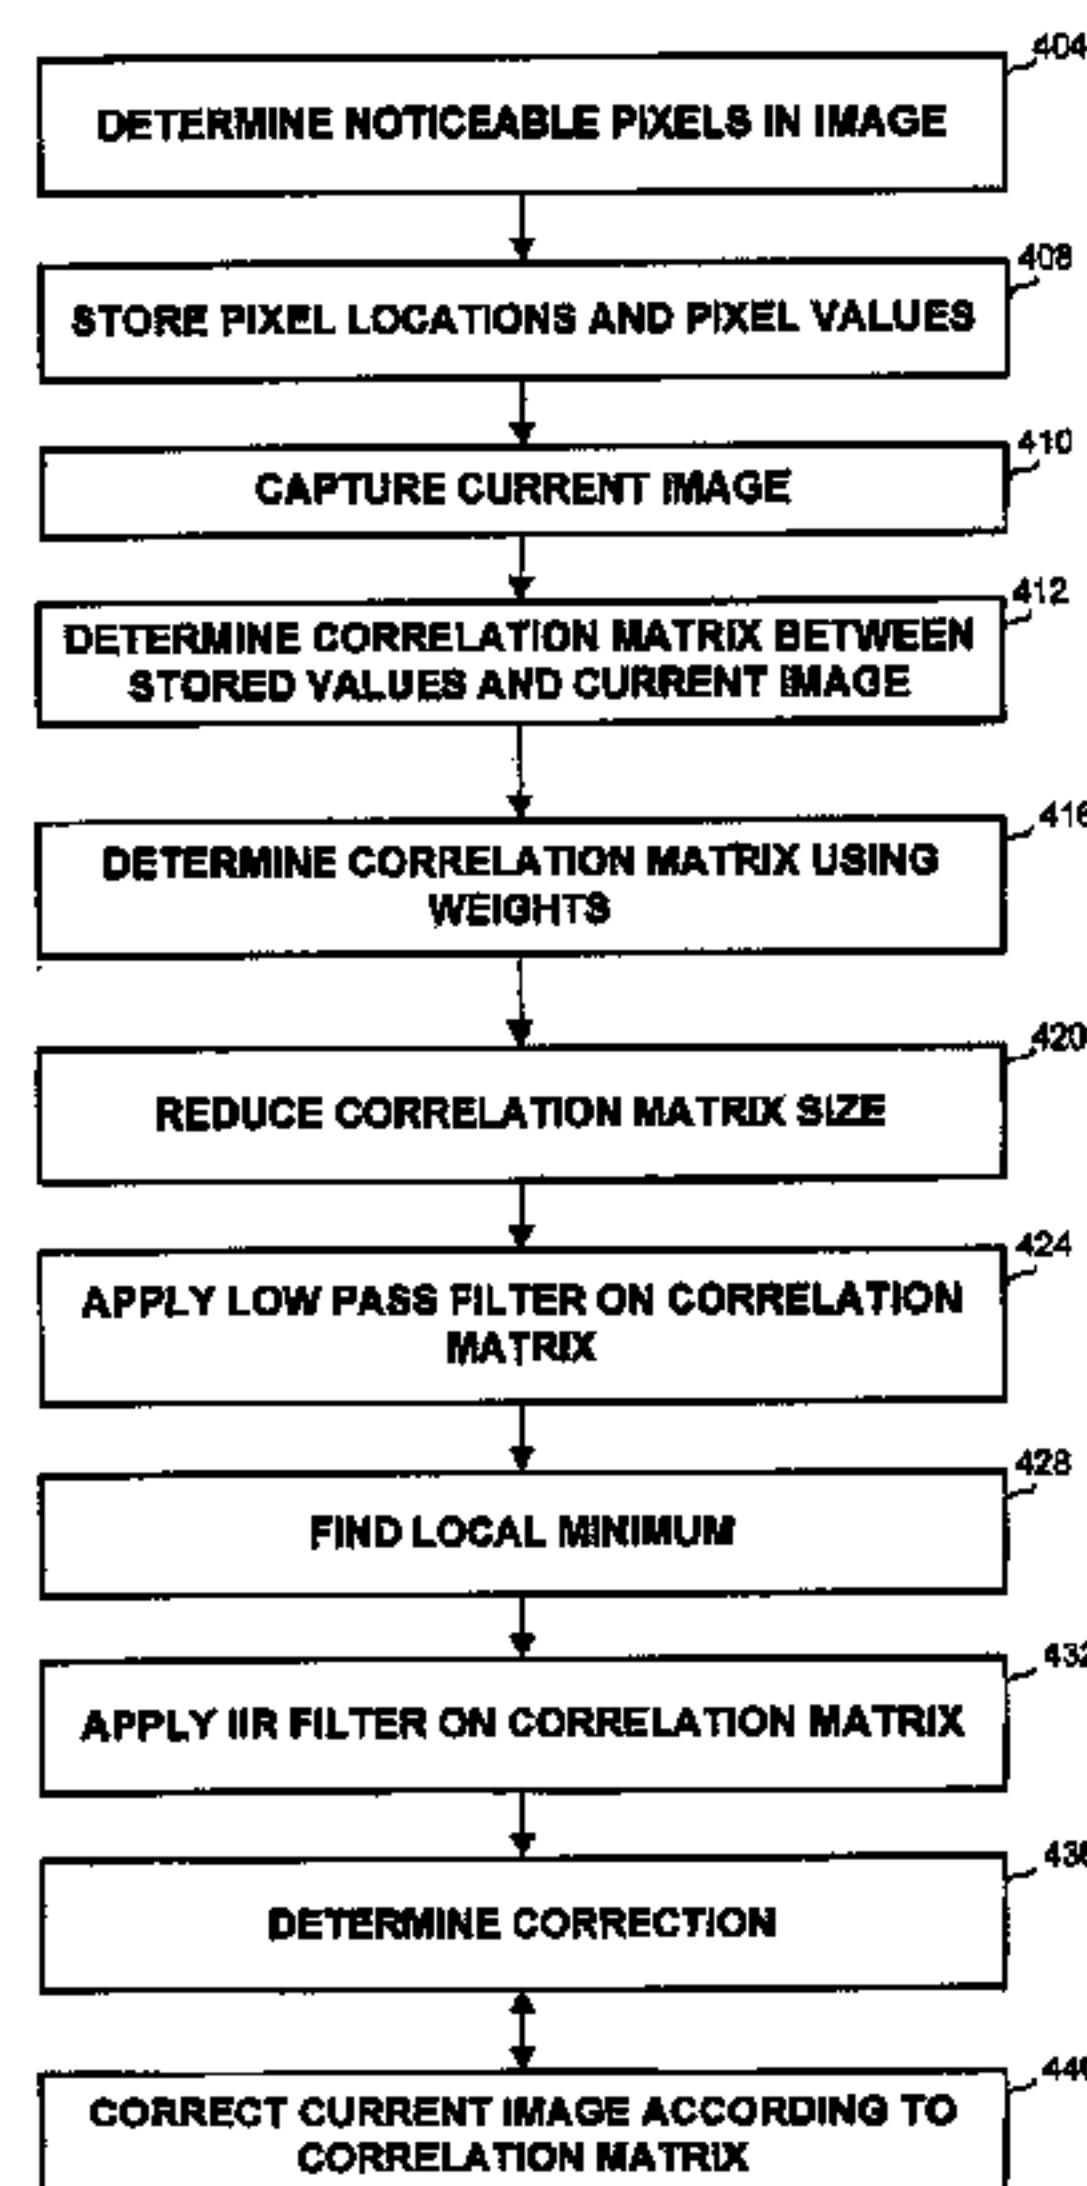 404
DETERMINE NOTICEABLE PIXELS IN IMAGE
408
STORE PIXEL LOCATIONS AND PIXEL VALUES
410
CAPTURE CURRENT IMAGE
412
DETERMINE CORRELATION MATRIX BETWEEN
STORED VALUES AND CURRENT IMAGE
416
DETERMINE CORRELATION MATRIX USING
WEIGHTS
420
REDUCE CORRELATION MATRIX SIZE
424
APPLY LOW PASS FILTER ON CORRELATION
MATRIX
428
FIND LOCAL MINIMUM
432
APPLY IIR FILTER ON CORRELATION MATRIX
DETERMINE CORRECTION
440
CORRECT CURRENT IMAGE ACCORDING TO
CORRELATION MATRIX